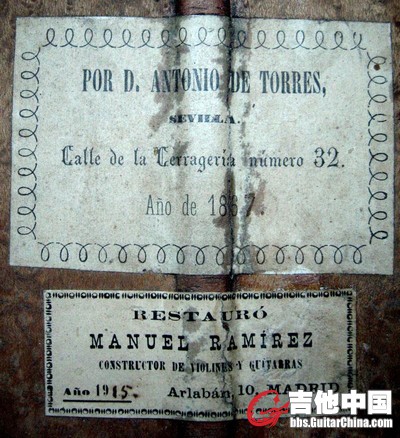 POR D. ANTONIO DE TORRES,
SEVILLA.
Calle de la Cerragería número 32.
Año de 1867.
RESTAURÓ
MANUEL RAMÍREZ
CONSTRUCTOR DE VIOLINES Y GUITARRAS
Año 1915.
Arlabán, 10, MADRID
吉他中国
bbs.GuitarChina.com